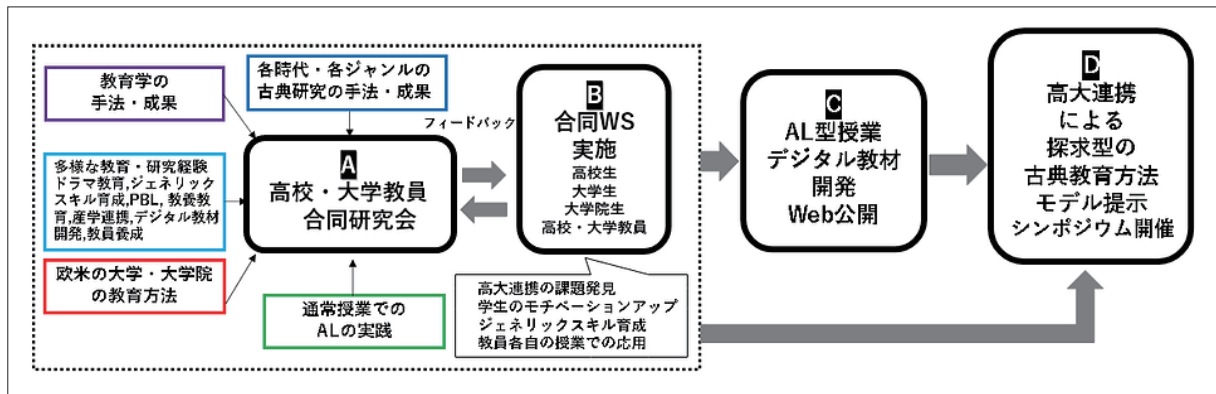 教育学の
手法・成果
各時代・各ジャンルの
古典研究の手法・成果
多様な教育・研究経験
ドラマ教育,ジェネリック
スキル育成,PBL, 教養教
育,産学連携,デジタル教材
開発,教員養成
欧米の大学・大学院
の教育方法
通常授業での
ALの実践
A
高校・大学教員
合同研究会
フィードバック
B
合同WS
実施
高校生
大学生
大学院生
高校・大学教員
高大連携の課題発見
学生のモチベーションアップ
ジェネリックスキル育成
教員各自の授業での応用
C
AL型授業
デジタル教材
開発
Web公開
D
高大連携
による
探求型の
古典教育方法
モデル提示
シンポジウム開催